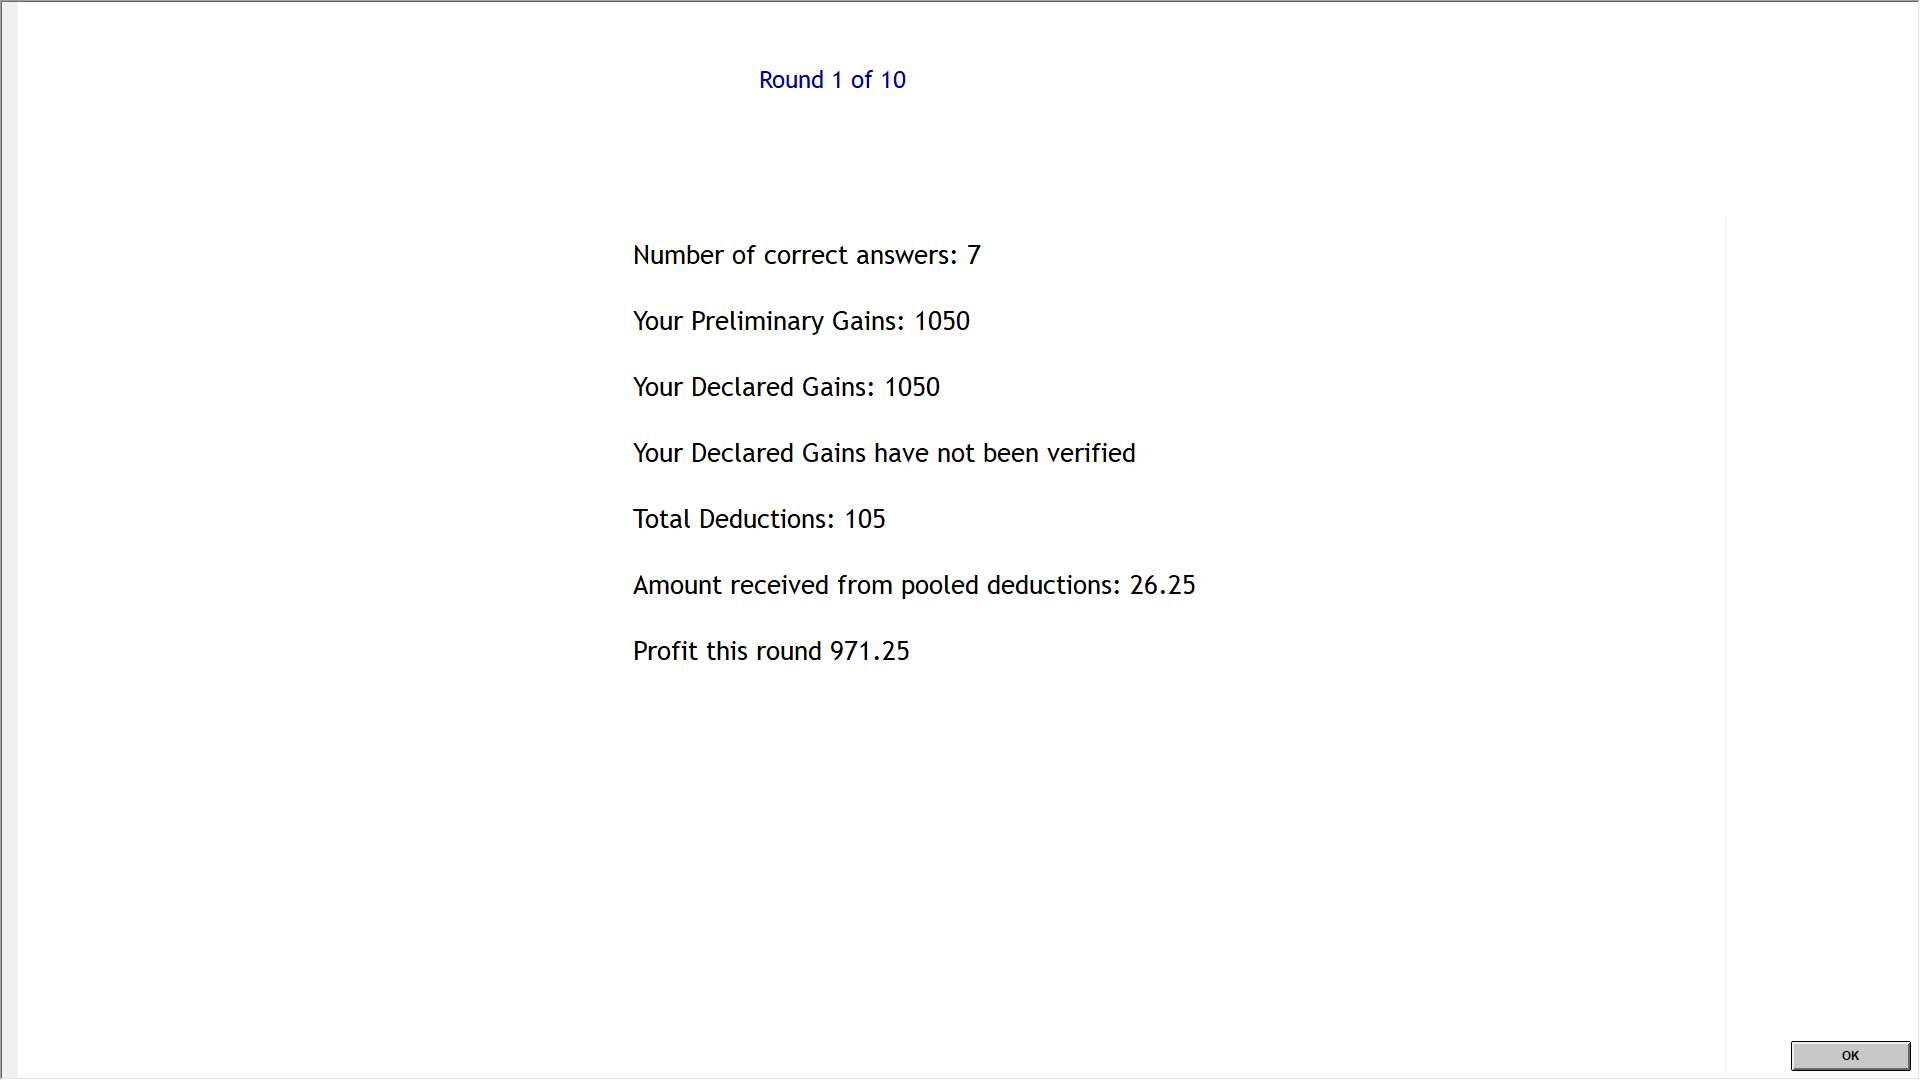 Round 1 of 10
Number of correct answers: 7
Your Preliminary Gains: 1050
Your Declared Gains: 1050
Your Declared Gains have not been verified
Total Deductions: 105
Amount received from pooled deductions: 26.25
Profit this round 971.25
OK